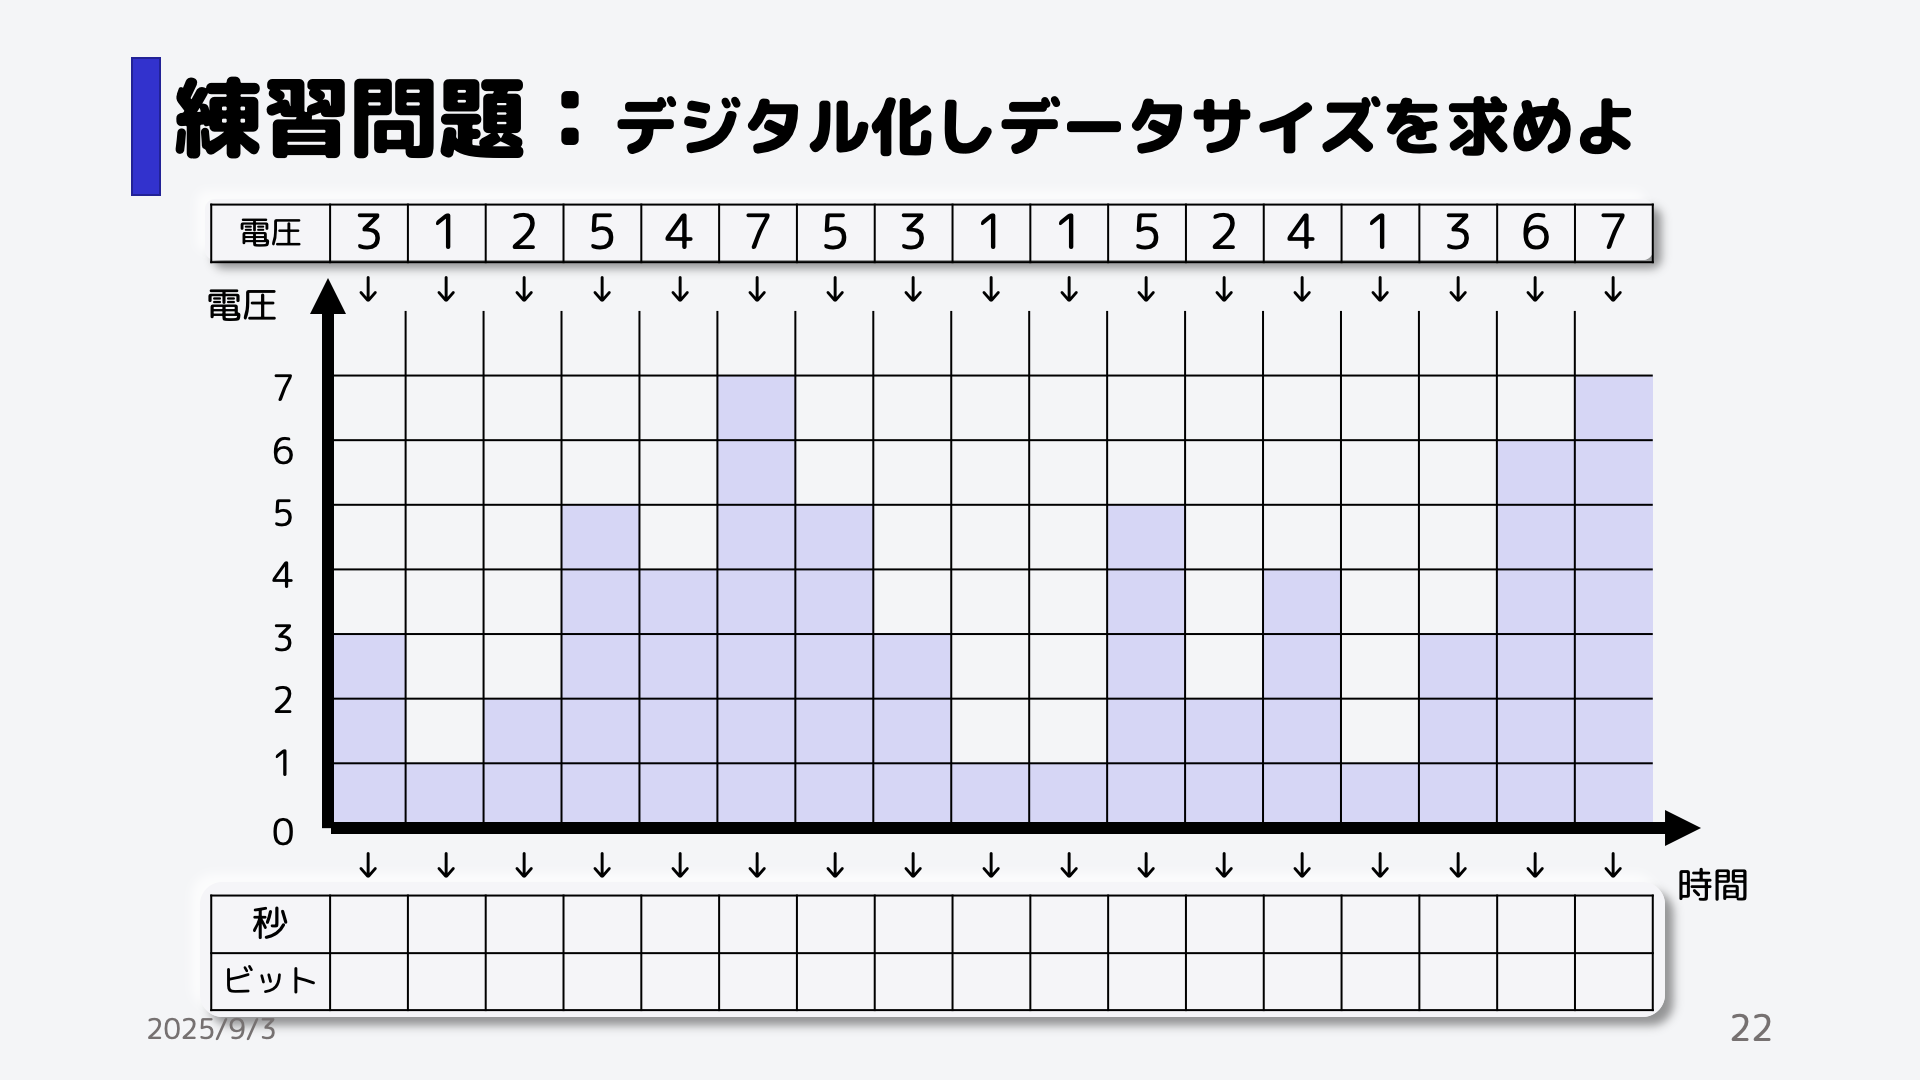 練習問題：デジタル化しデータサイズを求めよ
電圧 3 1 2 5 4 7 5 3 1 1 5 2 4 1 3 6 7
↓ ↓ ↓ ↓ ↓ ↓ ↓ ↓ ↓ ↓ ↓ ↓ ↓ ↓ ↓ ↓ ↓
電圧
7
6
5
4
3
2
1
0
↓ ↓ ↓ ↓ ↓ ↓ ↓ ↓ ↓ ↓ ↓ ↓ ↓ ↓ ↓ ↓ ↓
時間
秒
ビット
2025/9/3
22